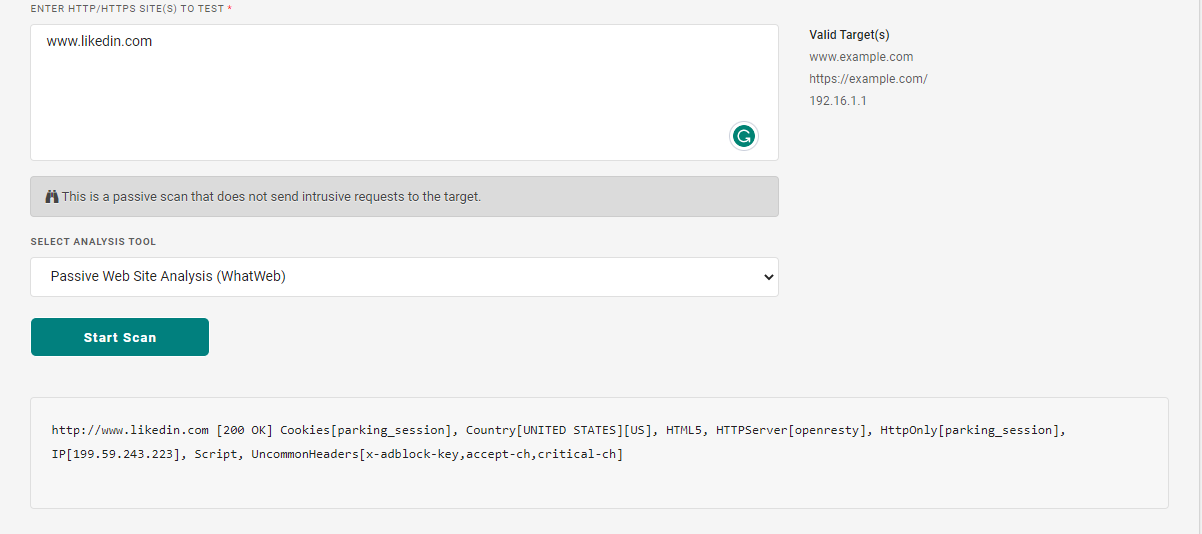 ENTER HTTP/HTTPS SITE(S) TO TEST *
www.likedin.com
Valid Target(s)
www.example.com
https://example.com/
192.16.1.1
This is a passive scan that does not send intrusive requests to the target.
SELECT ANALYSIS TOOL
Passive Web Site Analysis (WhatWeb)
Start Scan
http://www.likedin.com [200 OK] Cookies[parking_session], Country[UNITED STATES][US], HTML5, HTTPServer[openresty], HttpOnly[parking_session],
IP[199.59.243.223], Script, UncommonHeaders[x-adblock-key,accept-ch,critical-ch]